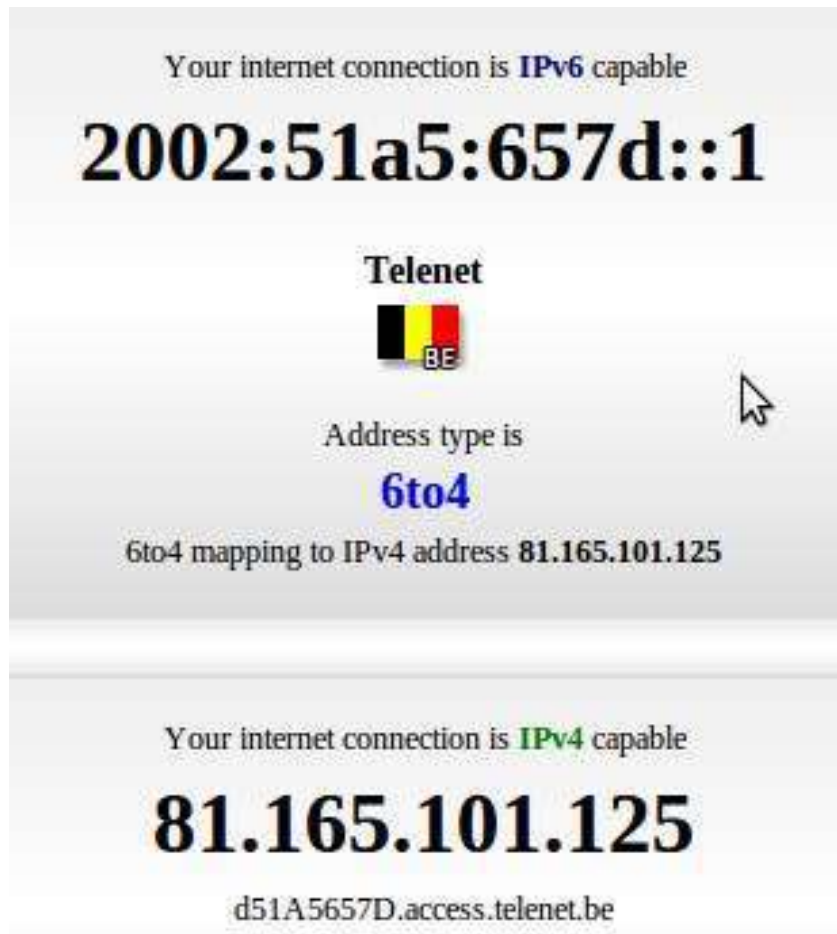 Your internet connection is IPv6 capable
2002:51a5:657d::1
Telenet
BE
Address type is
6to4
6to4 mapping to IPv4 address 81.165.101.125
Your internet connection is IPv4 capable
81.165.101.125
d51A5657D.access.telenet.be